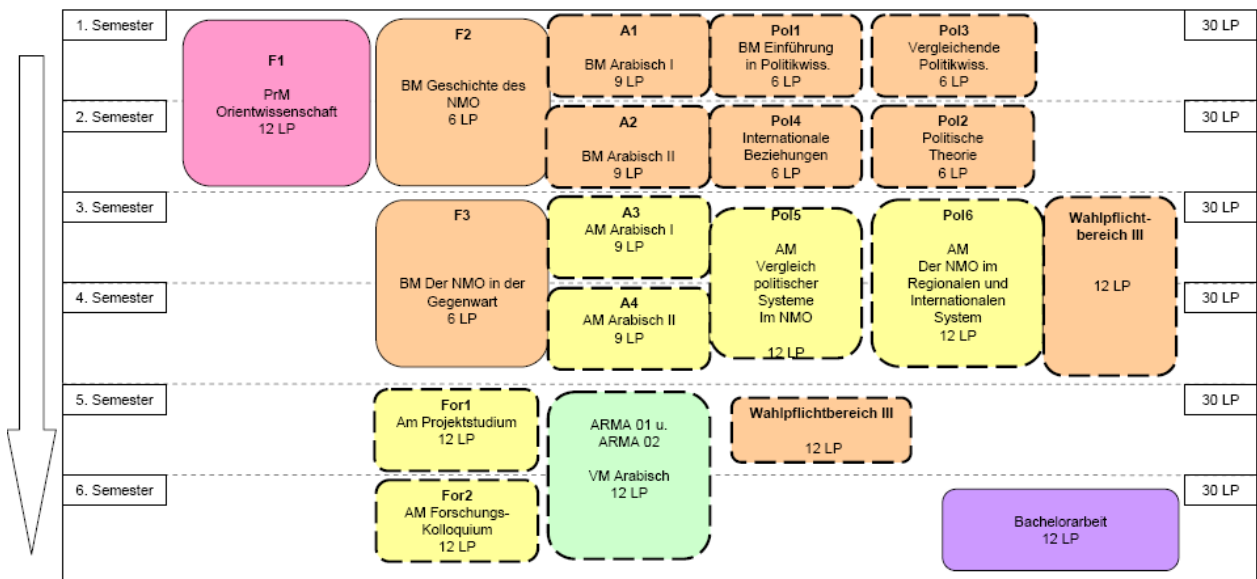 1. Semester
30 LP
F1
PrM
Orientwissenschaft
12 LP
F2
BM Geschichte des
NMO
6 LP
A1
BM Arabisch I
9 LP
Pol1
BM Einführung
in Politikwiss.
6 LP
Pol3
Vergleichende
Politikwiss.
6 LP
2. Semester
30 LP
A2
BM Arabisch II
9 LP
Pol4
Internationale
Beziehungen
6 LP
Pol2
Politische
Theorie
6 LP
3. Semester
30 LP
F3
BM Der NMO in der
Gegenwart
6 LP
A3
AM Arabisch I
9 LP
Pol5
AM
Vergleich
politischer
Systeme
Im NMO
12 LP
Pol6
AM
Der NMO im
Regionalen und
Internationalen
System
12 LP
Wahlpflicht-
bereich III
12 LP
4. Semester
30 LP
A4
AM Arabisch II
9 LP
5. Semester
30 LP
For1
Am Projektstudium
12 LP
ARMA 01 u.
ARMA 02
VM Arabisch
12 LP
Wahlpflichtbereich III
12 LP
6. Semester
30 LP
For2
AM Forschungs-
Kolloquium
12 LP
Bachelorarbeit
12 LP